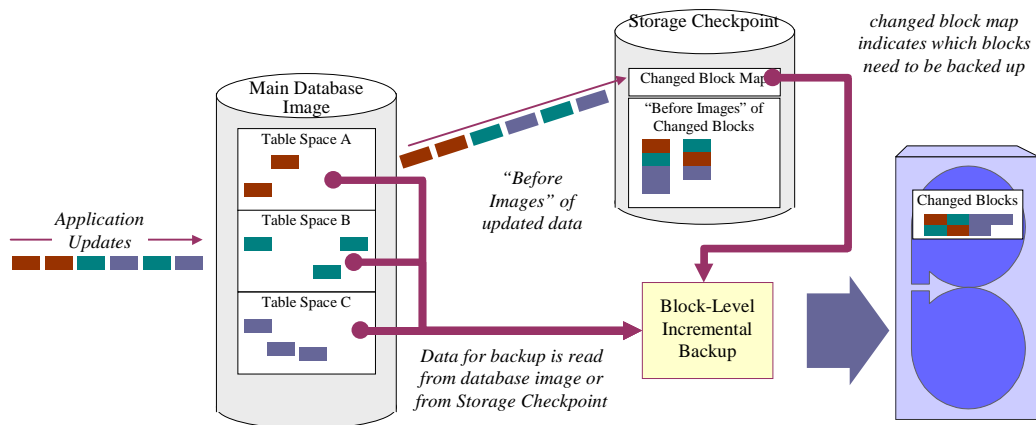 Storage Checkpoint
changed block map
indicates which blocks
need to be backed up
Main Database
Image
Changed Block Map
Table Space A
“Before Images” of
Changed Blocks
“Before
Images” of
updated data
Application
Updates
Table Space B
Changed Blocks
Table Space C
Block-Level
Incremental
Backup
Data for backup is read
from database image or
from Storage Checkpoint